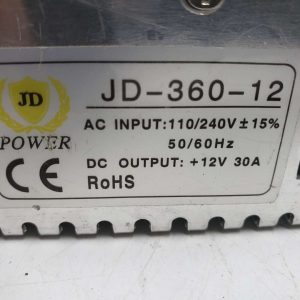 JD
POWER
JD-360-12
AC INPUT:110/240V±15%
50/60Hz
DC OUTPUT: +12V 30A
CE
RoHS